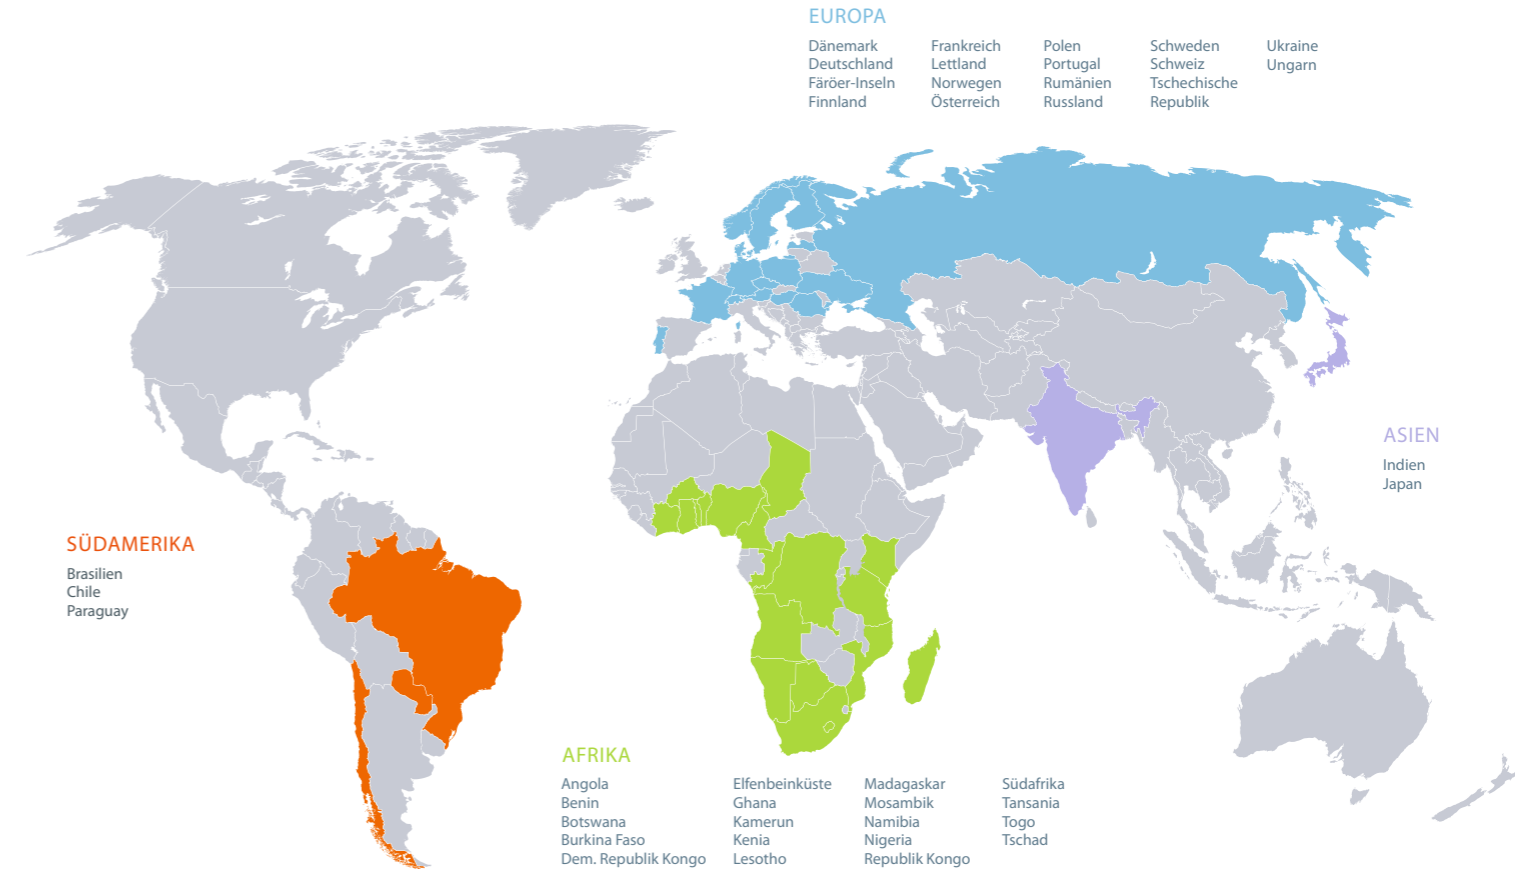 EUROPA
Dänemark
Deutschland
Färöer-Inseln
Finnland
Frankreich
Lettland
Norwegen
Österreich
Polen
Portugal
Rumänien
Russland
Schweden
Schweiz
Tschechische
Republik
Ukraine
Ungarn
ASIEN
Indien
Japan
SÜDAMERIKA
Brasilien
Chile
Paraguay
AFRIKA
Angola
Benin
Botswana
Burkina Faso
Dem. Republik Kongo
Elfenbeinküste
Ghana
Kamerun
Kenia
Lesotho
Madagaskar
Mosambik
Namibia
Nigeria
Republik Kongo
Südafrika
Tansania
Togo
Tschad